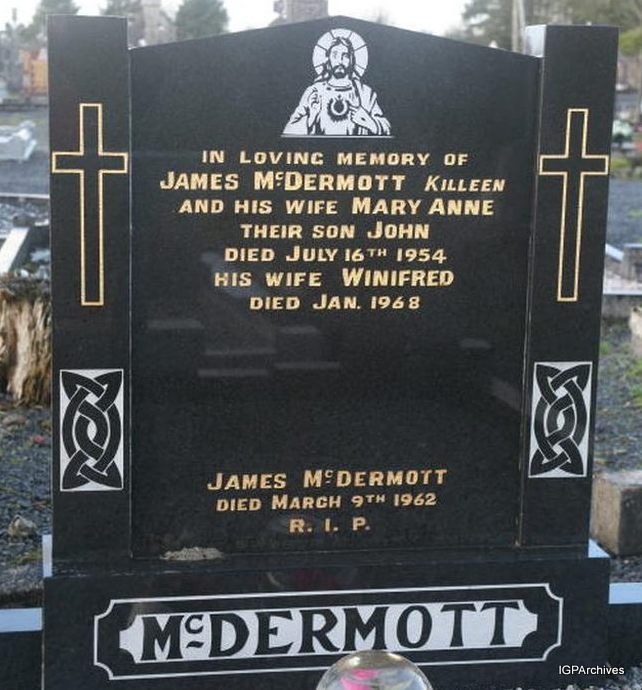 IN LOVING MEMORY OF
JAMES McDERMOTT KILLEEN
AND HIS WIFE MARY ANNE
THEIR SON JOHN
DIED JULY 16TH 1954
HIS WIFE WINIFRED
DIED JAN. 1968
JAMES McDERMOTT
DIED MARCH 9TH 1962
R. I. P.
McDERMOTT
IGPArchives